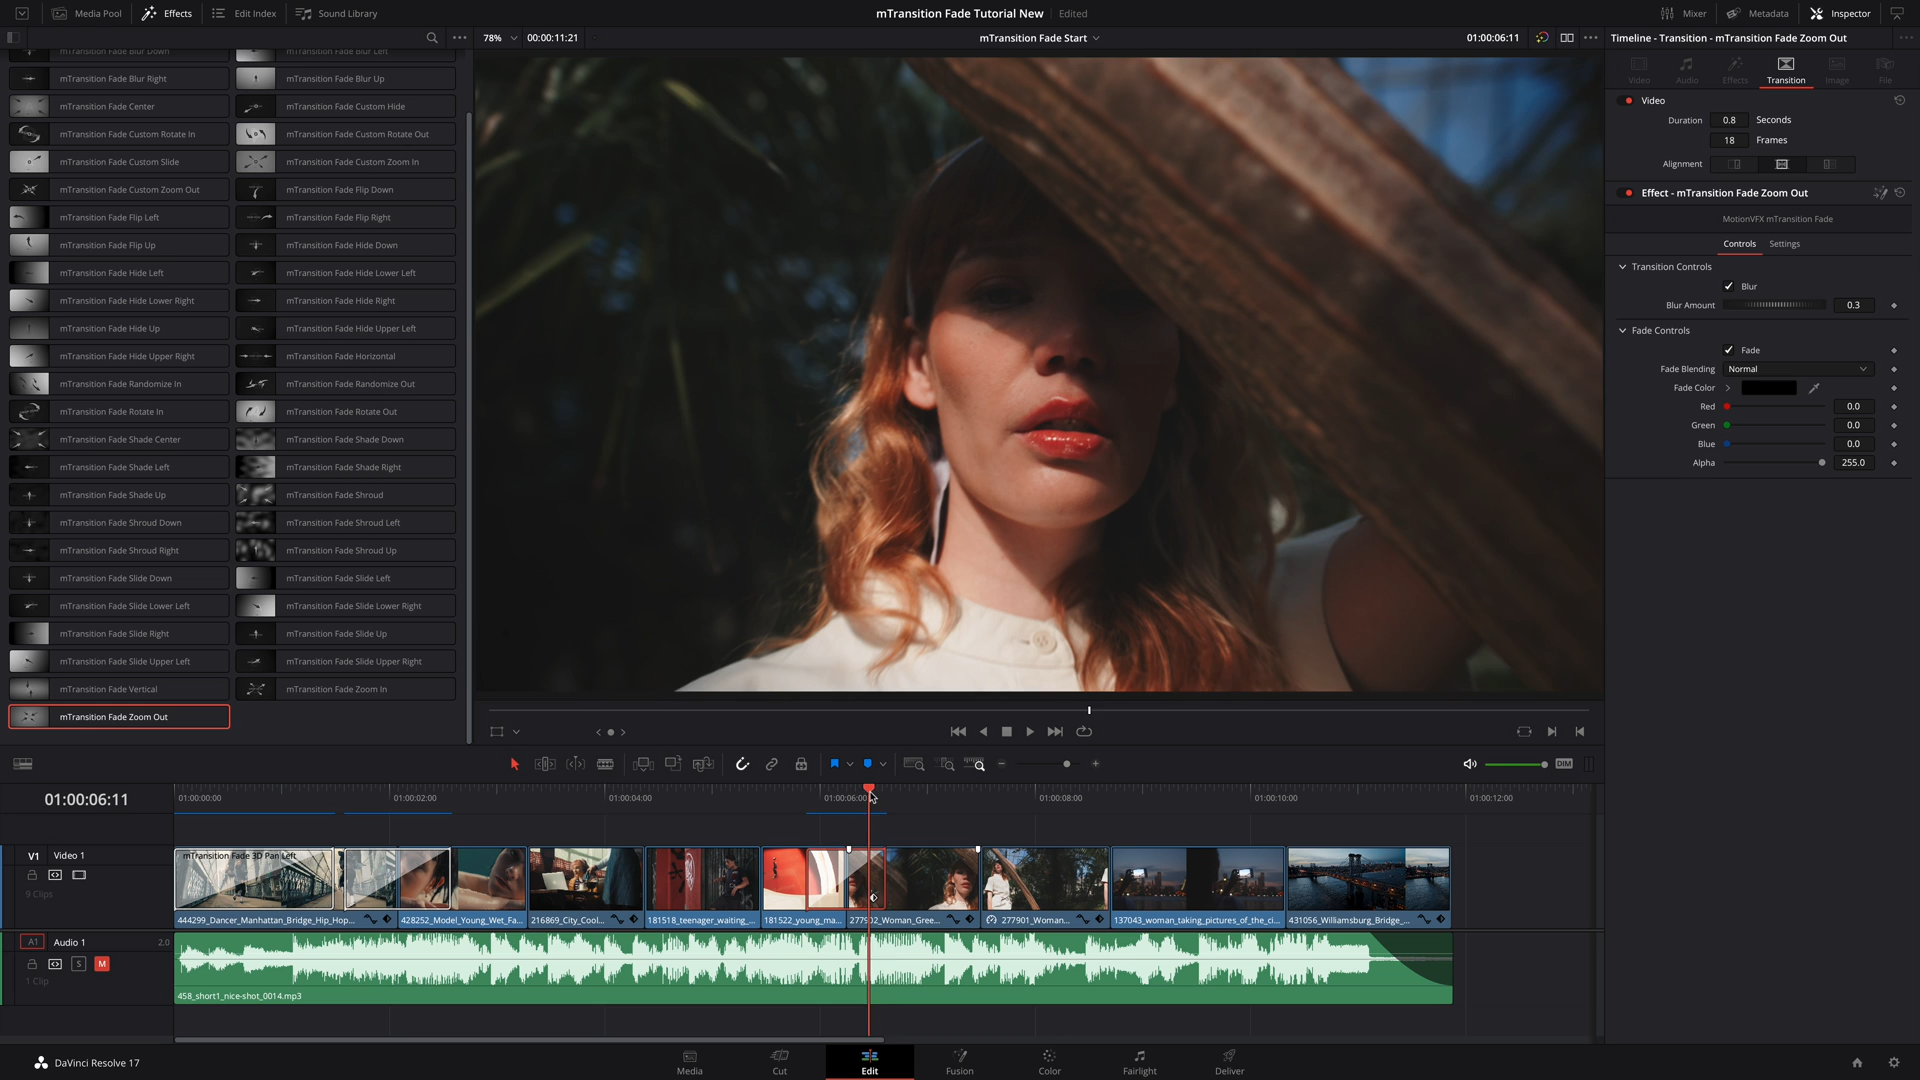 Media Pool
Effects
Edit Index
Sound Library
mTransition Fade Tutorial New
Edited
Mixer
Metadata
Inspector
78%
00:00:11:21
mTransition Fade Start
01:00:06:11
Timeline - Transition - mTransition Fade Zoom Out
mTransition Fade Blur Down
mTransition Fade Blur Left
mTransition Fade Blur Right
mTransition Fade Blur Up
mTransition Fade Center
mTransition Fade Custom Hide
mTransition Fade Custom Rotate In
mTransition Fade Custom Rotate Out
mTransition Fade Custom Slide
mTransition Fade Custom Zoom In
mTransition Fade Custom Zoom Out
mTransition Fade Flip Down
mTransition Fade Flip Left
mTransition Fade Flip Right
mTransition Fade Flip Up
mTransition Fade Hide Down
mTransition Fade Hide Left
mTransition Fade Hide Lower Left
mTransition Fade Hide Lower Right
mTransition Fade Hide Right
mTransition Fade Hide Up
mTransition Fade Hide Upper Left
mTransition Fade Hide Upper Right
mTransition Fade Horizontal
mTransition Fade Randomize In
mTransition Fade Randomize Out
mTransition Fade Rotate In
mTransition Fade Rotate Out
mTransition Fade Shade Center
mTransition Fade Shade Down
mTransition Fade Shade Left
mTransition Fade Shade Right
mTransition Fade Shade Up
mTransition Fade Shroud
mTransition Fade Shroud Down
mTransition Fade Shroud Left
mTransition Fade Shroud Right
mTransition Fade Shroud Up
mTransition Fade Slide Down
mTransition Fade Slide Left
mTransition Fade Slide Lower Left
mTransition Fade Slide Lower Right
mTransition Fade Slide Right
mTransition Fade Slide Up
mTransition Fade Slide Upper Left
mTransition Fade Slide Upper Right
mTransition Fade Vertical
mTransition Fade Zoom In
mTransition Fade Zoom Out
Video
Audio
Effects
Transition
Image
File
Video
Duration 0.8 Seconds
18 Frames
Alignment
Effect - mTransition Fade Zoom Out
MotionVFX mTransition Fade
Controls
Settings
Transition Controls
Blur
Blur Amount 0.3
Fade Controls
Fade
Fade Blending Normal
Fade Color
Red 0.0
Green 0.0
Blue 0.0
Alpha 255.0
DIM
01:00:06:11
01:00:00:00
01:00:02:00
01:00:04:00
01:00:06:00
01:00:08:00
01:00:10:00
01:00:12:00
V1 Video 1
9 Clips
mTransition Fade 3D Pan Left
444299_Dancer_Manhattan_Bridge_Hip_Hop...
428252_Model_Young_Wet_Fa...
216869_City_Cool...
181518_teenager_waiting_...
181522_young_ma...
277902_Woman_Gree...
277901_Woman...
137043_woman_taking_pictures_of_the_ci...
431056_Williamsburg_Bridge_...
A1 Audio 1 2.0
S M
1 Clip
458_short1_nice-shot_0014.mp3
DaVinci Resolve 17
Media
Cut
Edit
Fusion
Color
Fairlight
Deliver